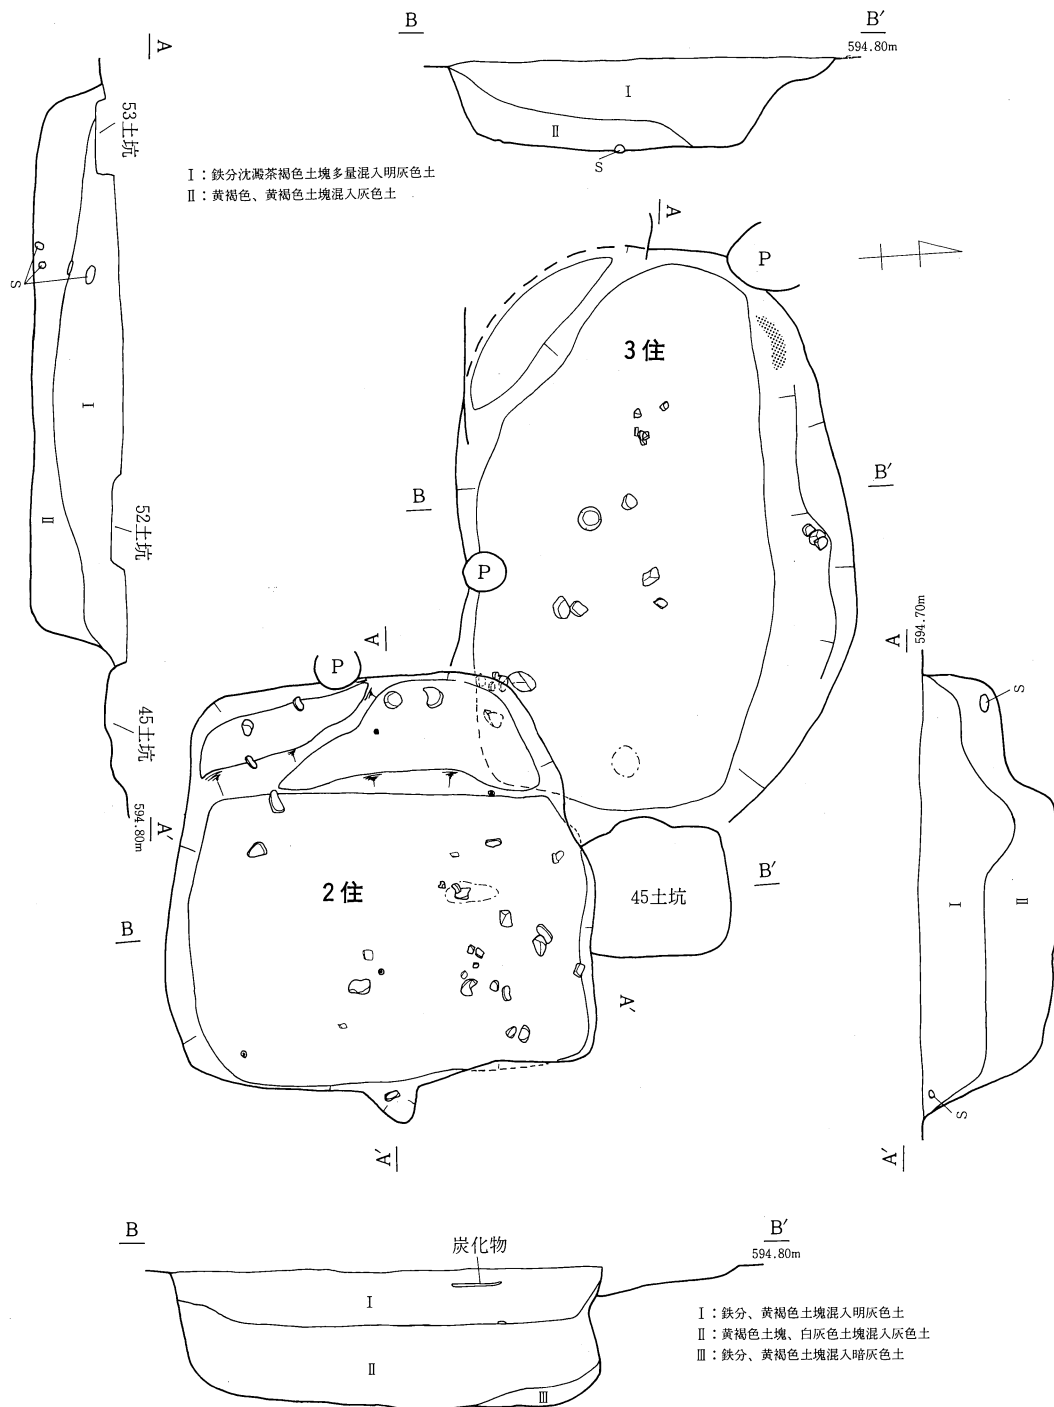 B
B′
594.80m
I
II
S
A
53土坑
S
I
II
52土坑
45土坑
594.80m
A′
I：鉄分沈澱茶褐色土塊多量混入明灰色土
II：黄褐色、黄褐色土塊混入灰色土
A
P
3住
B
B′
P
A
P
2住
45土坑
B
B′
A′
A′
A
594.70m
S
I
II
S
A′
B
B′
594.80m
炭化物
I
II
III
I：鉄分、黄褐色土塊混入明灰色土
II：黄褐色土塊、白灰色土塊混入灰色土
III：鉄分、黄褐色土塊混入暗灰色土